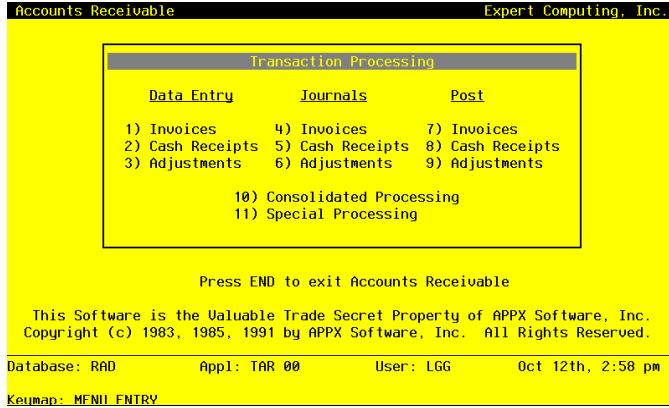 Accounts Receivable Expert Computing, Inc.
Transaction Processing
Data Entry Journals Post
1) Invoices 4) Invoices 7) Invoices
2) Cash Receipts 5) Cash Receipts 8) Cash Receipts
3) Adjustments 6) Adjustments 9) Adjustments
10) Consolidated Processing
11) Special Processing
Press END to exit Accounts Receivable
This Software is the Valuable Trade Secret Property of APPX Software, Inc.
Copyright (c) 1983, 1985, 1991 by APPX Software, Inc. All Rights Reserved.
Database: RAD Appl: TAR 00 User: LGG Oct 12th, 2:58 pm
Keymap: MENU ENTRY